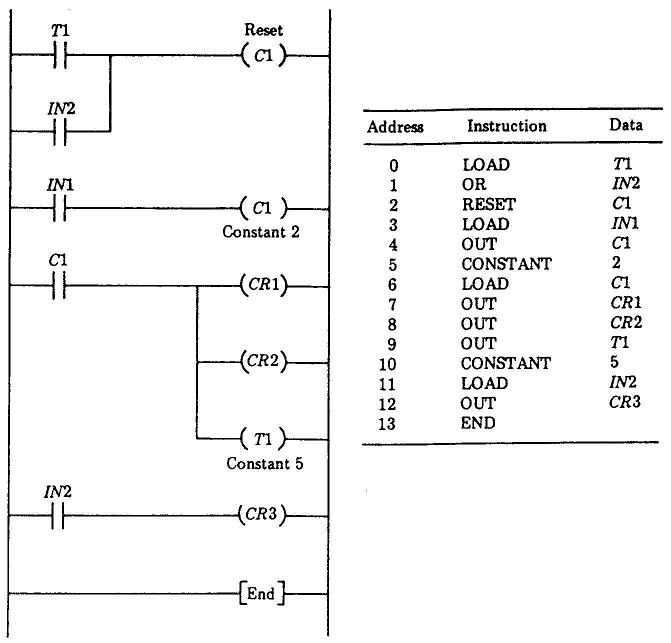 T1 Reset
C1
IN2
IN1
C1
Constant 2
C1
CR1
CR2
T1
Constant 5
IN2
CR3
End
Address Instruction Data
0 LOAD T1
1 OR IN2
2 RESET C1
3 LOAD IN1
4 OUT C1
5 CONSTANT 2
6 LOAD C1
7 OUT CR1
8 OUT CR2
9 OUT T1
10 CONSTANT 5
11 LOAD IN2
12 OUT CR3
13 END